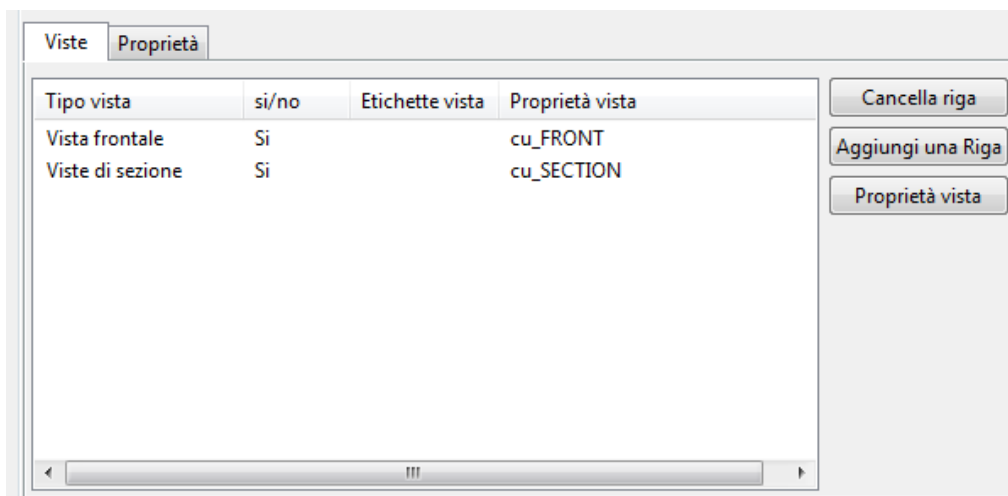 Viste Proprietà
Tipo vista si/no Etichette vista Proprietà vista
Vista frontale Si cu_FRONT
Viste di sezione Si cu_SECTION
Cancella riga
Aggiungi una Riga
Proprietà vista